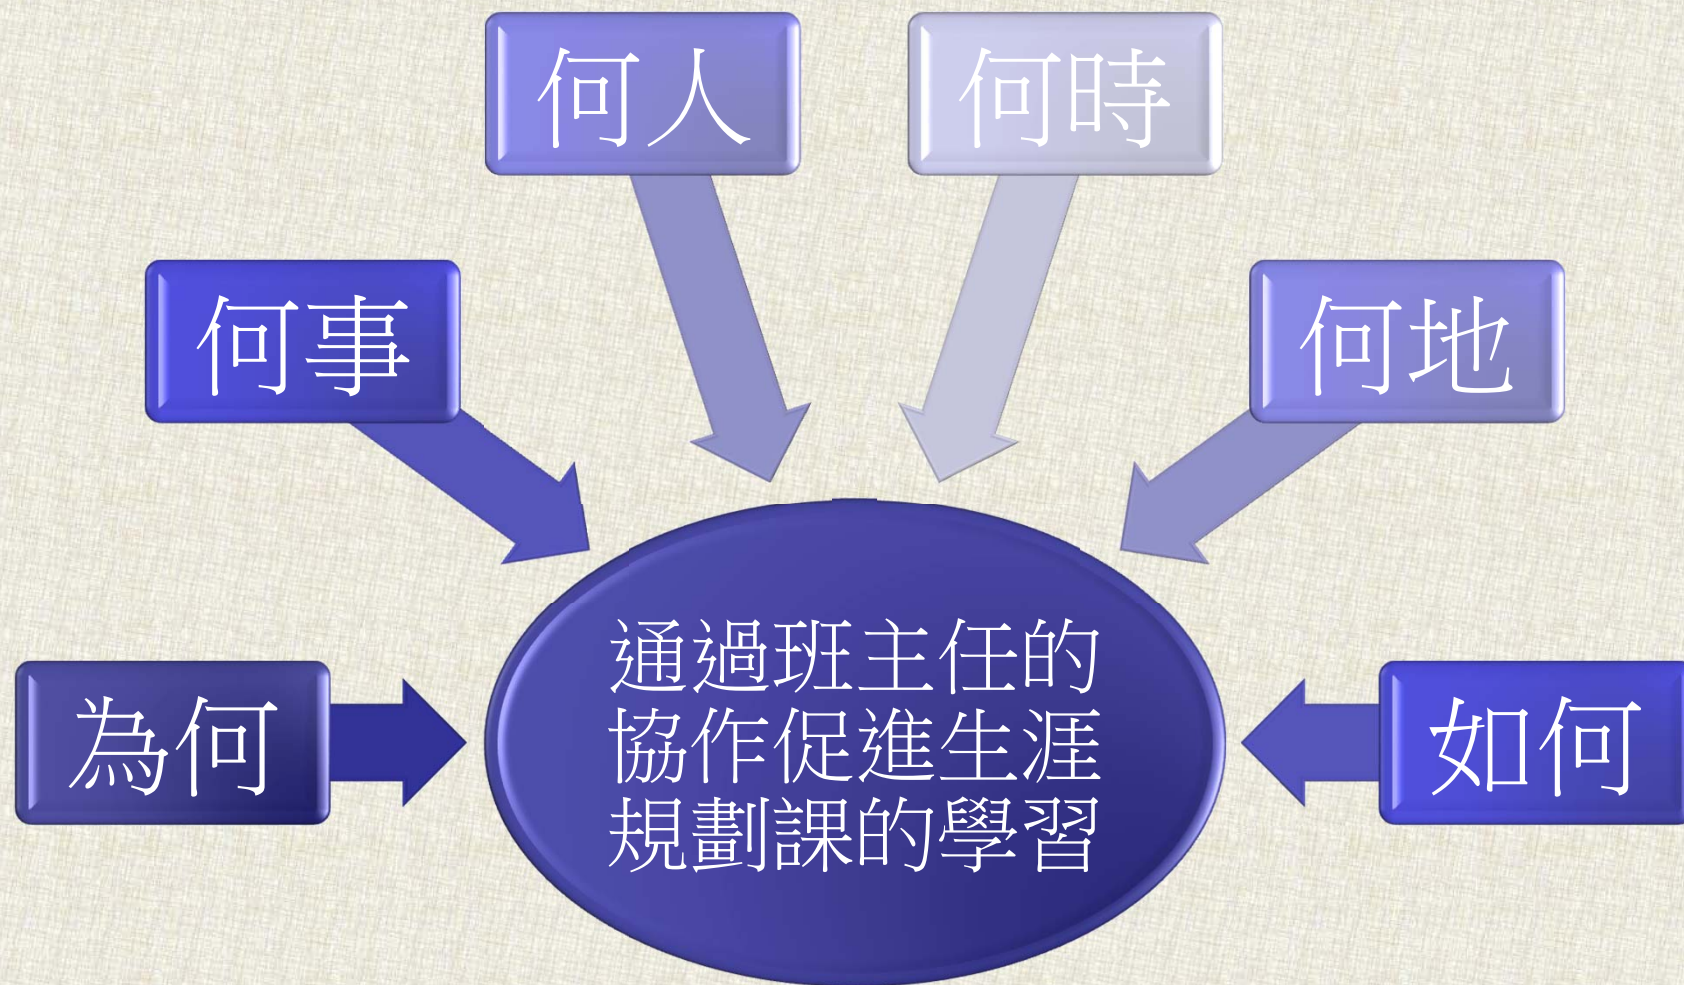 何人
何時
何事
何地
通過班主任的
協作促進生涯
規劃課的學習
為何
如何